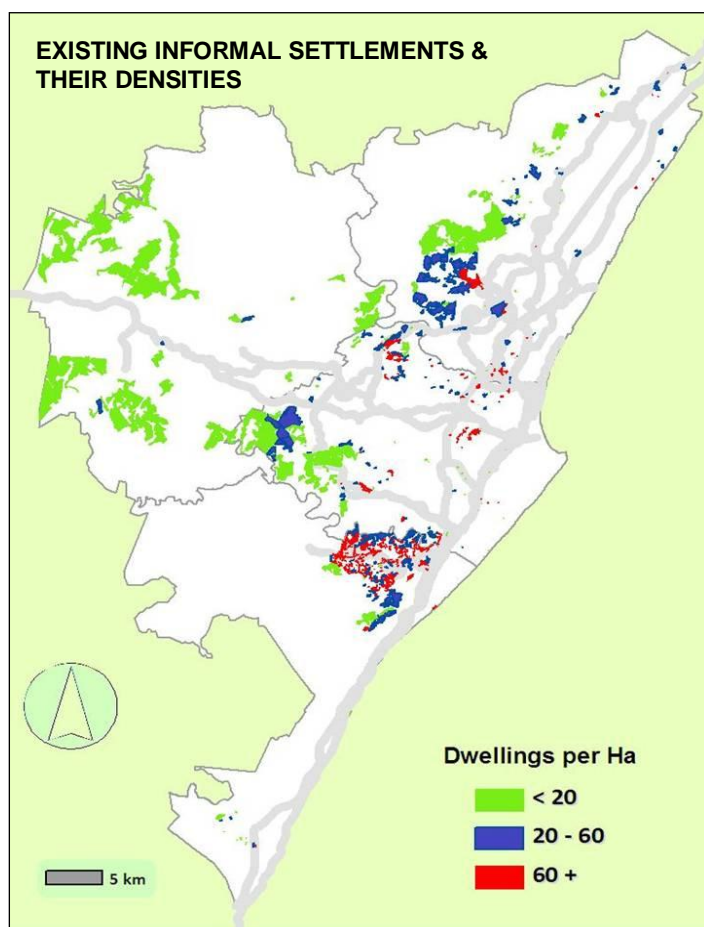 EXISTING INFORMAL SETTLEMENTS &
THEIR DENSITIES
Dwellings per Ha
< 20
20 - 60
60 +
5 km